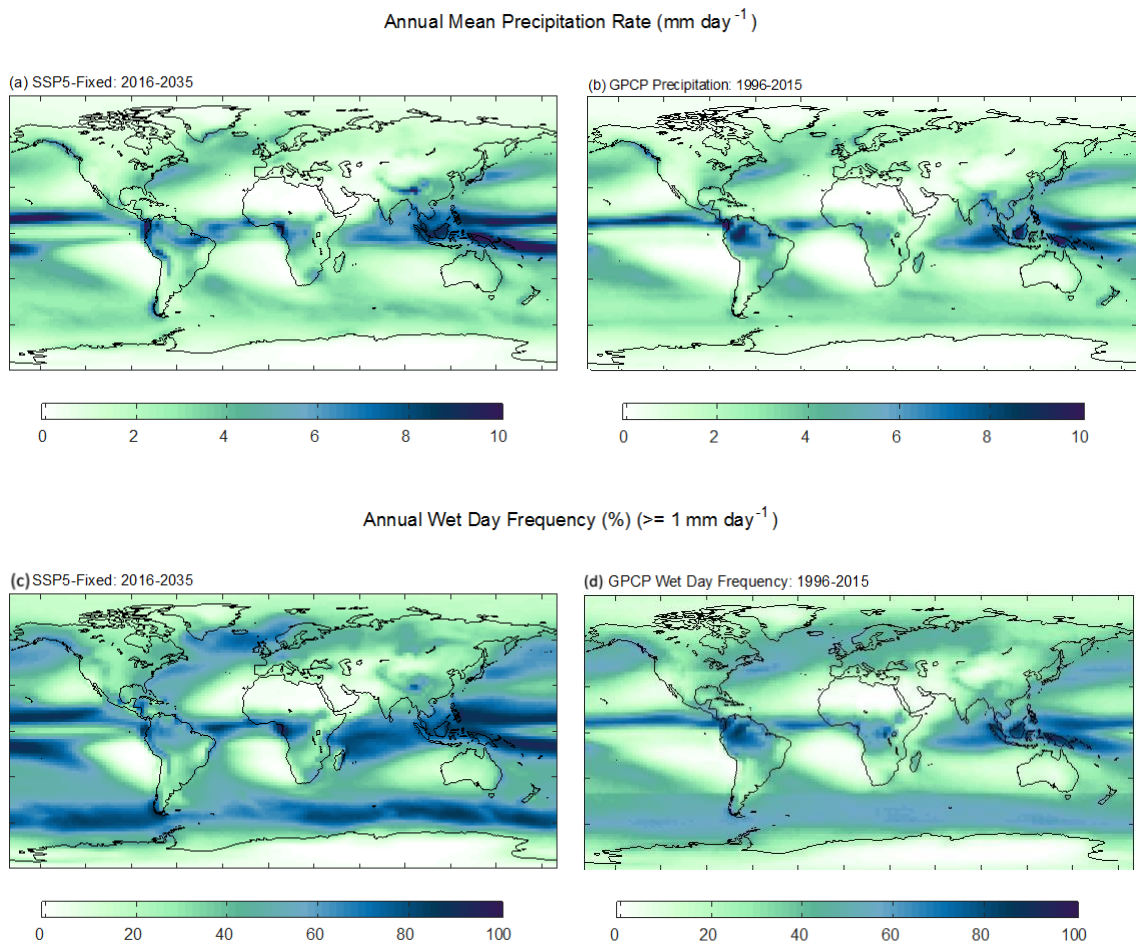 Annual Mean Precipitation Rate (mm day -1)
(a) SSP5-Fixed: 2016-2035
(b) GPCP Precipitation: 1996-2015
0 2 4 6 8 10
0 2 4 6 8 10
Annual Wet Day Frequency (%) (>= 1 mm day -1)
(c) SSP5-Fixed: 2016-2035
(d) GPCP Wet Day Frequency: 1996-2015
0 20 40 60 80 100
0 20 40 60 80 100